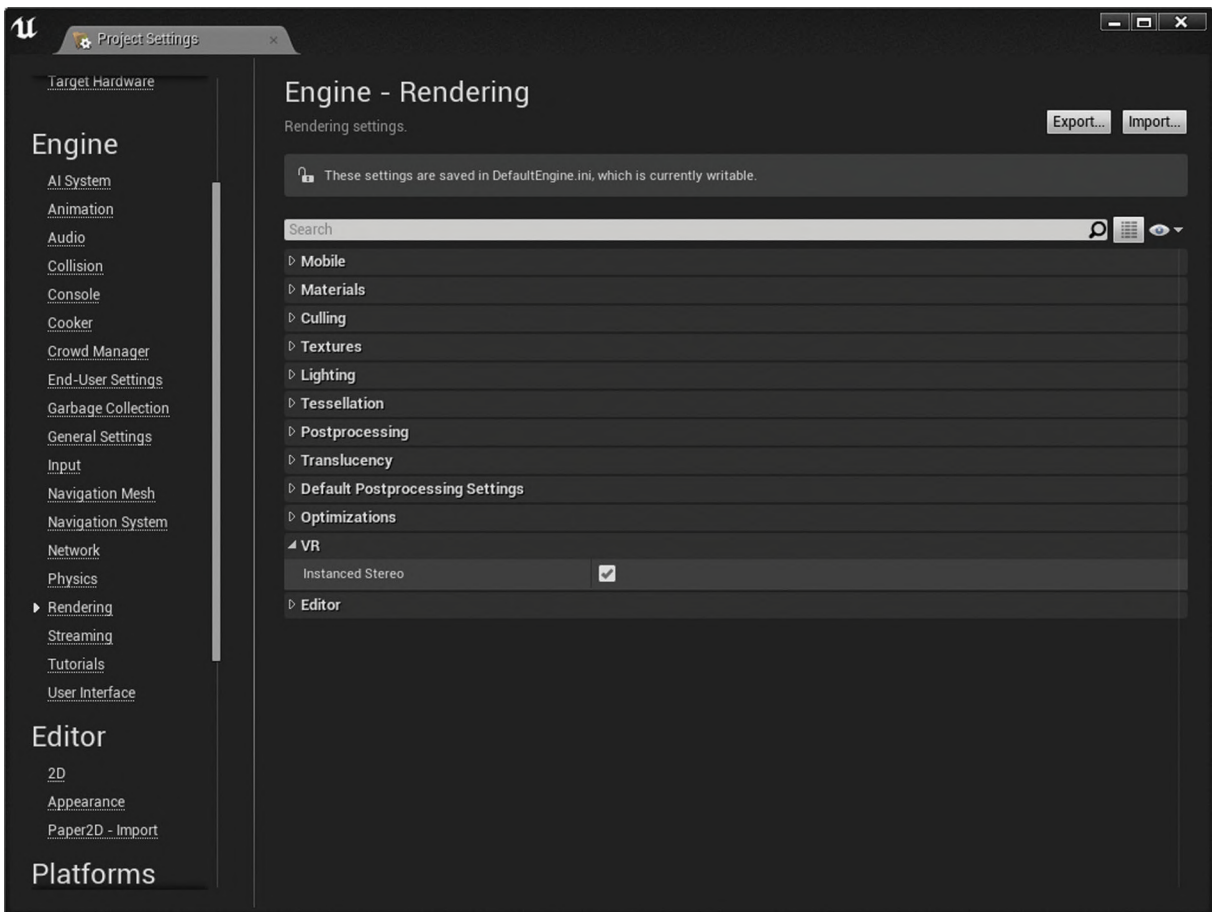 Project Settings
Target Hardware
Engine
AI System
Animation
Audio
Collision
Console
Cooker
Crowd Manager
End-User Settings
Garbage Collection
General Settings
Input
Navigation Mesh
Navigation System
Network
Physics
Rendering
Streaming
Tutorials
User Interface
Editor
2D
Appearance
Paper2D - Import
Platforms
Engine - Rendering
Rendering settings.
Export... Import...
These settings are saved in DefaultEngine.ini, which is currently writable.
Search
Mobile
Materials
Culling
Textures
Lighting
Tessellation
Postprocessing
Translucency
Default Postprocessing Settings
Optimizations
VR
Instanced Stereo
Editor